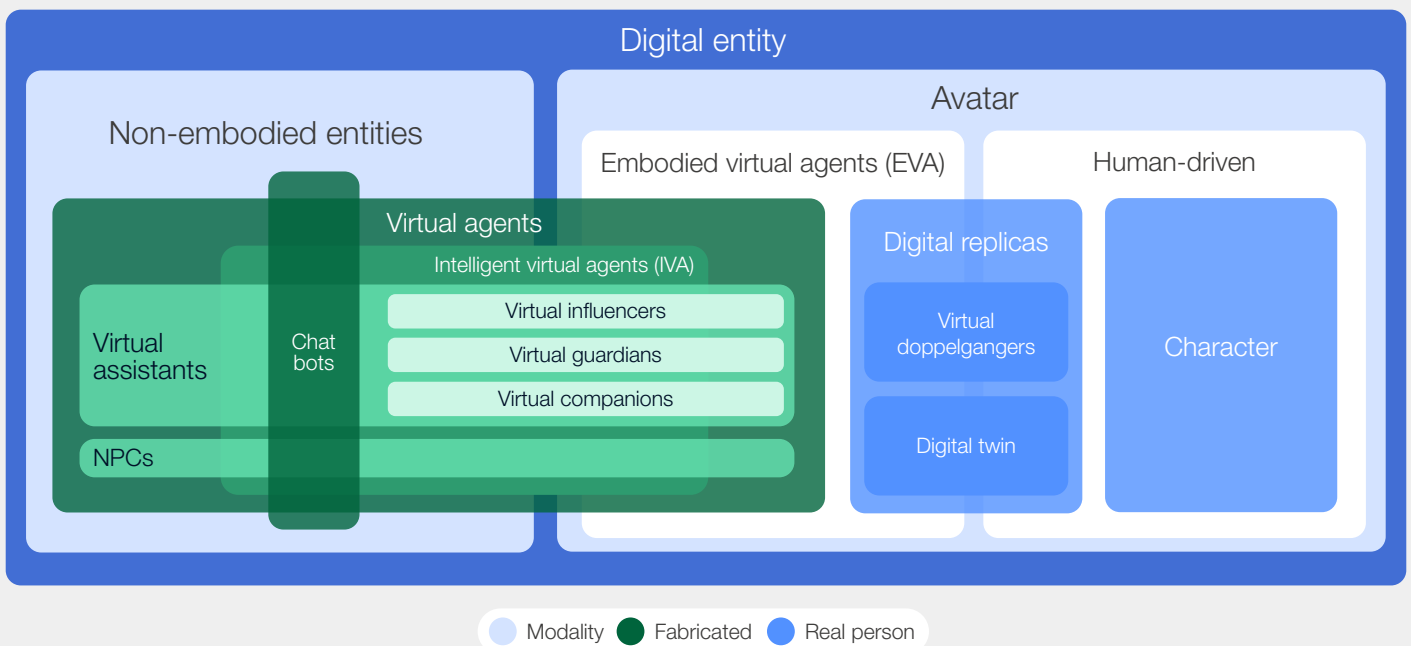 Digital entity
Non-embodied entities
Avatar
Embodied virtual agents (EVA)
Human-driven
Virtual agents
Intelligent virtual agents (IVA)
Virtual
assistants
Chat
bots
Virtual influencers
Virtual guardians
Virtual companions
NPCs
Digital replicas
Virtual
doppelgangers
Digital twin
Character
Modality
Fabricated
Real person